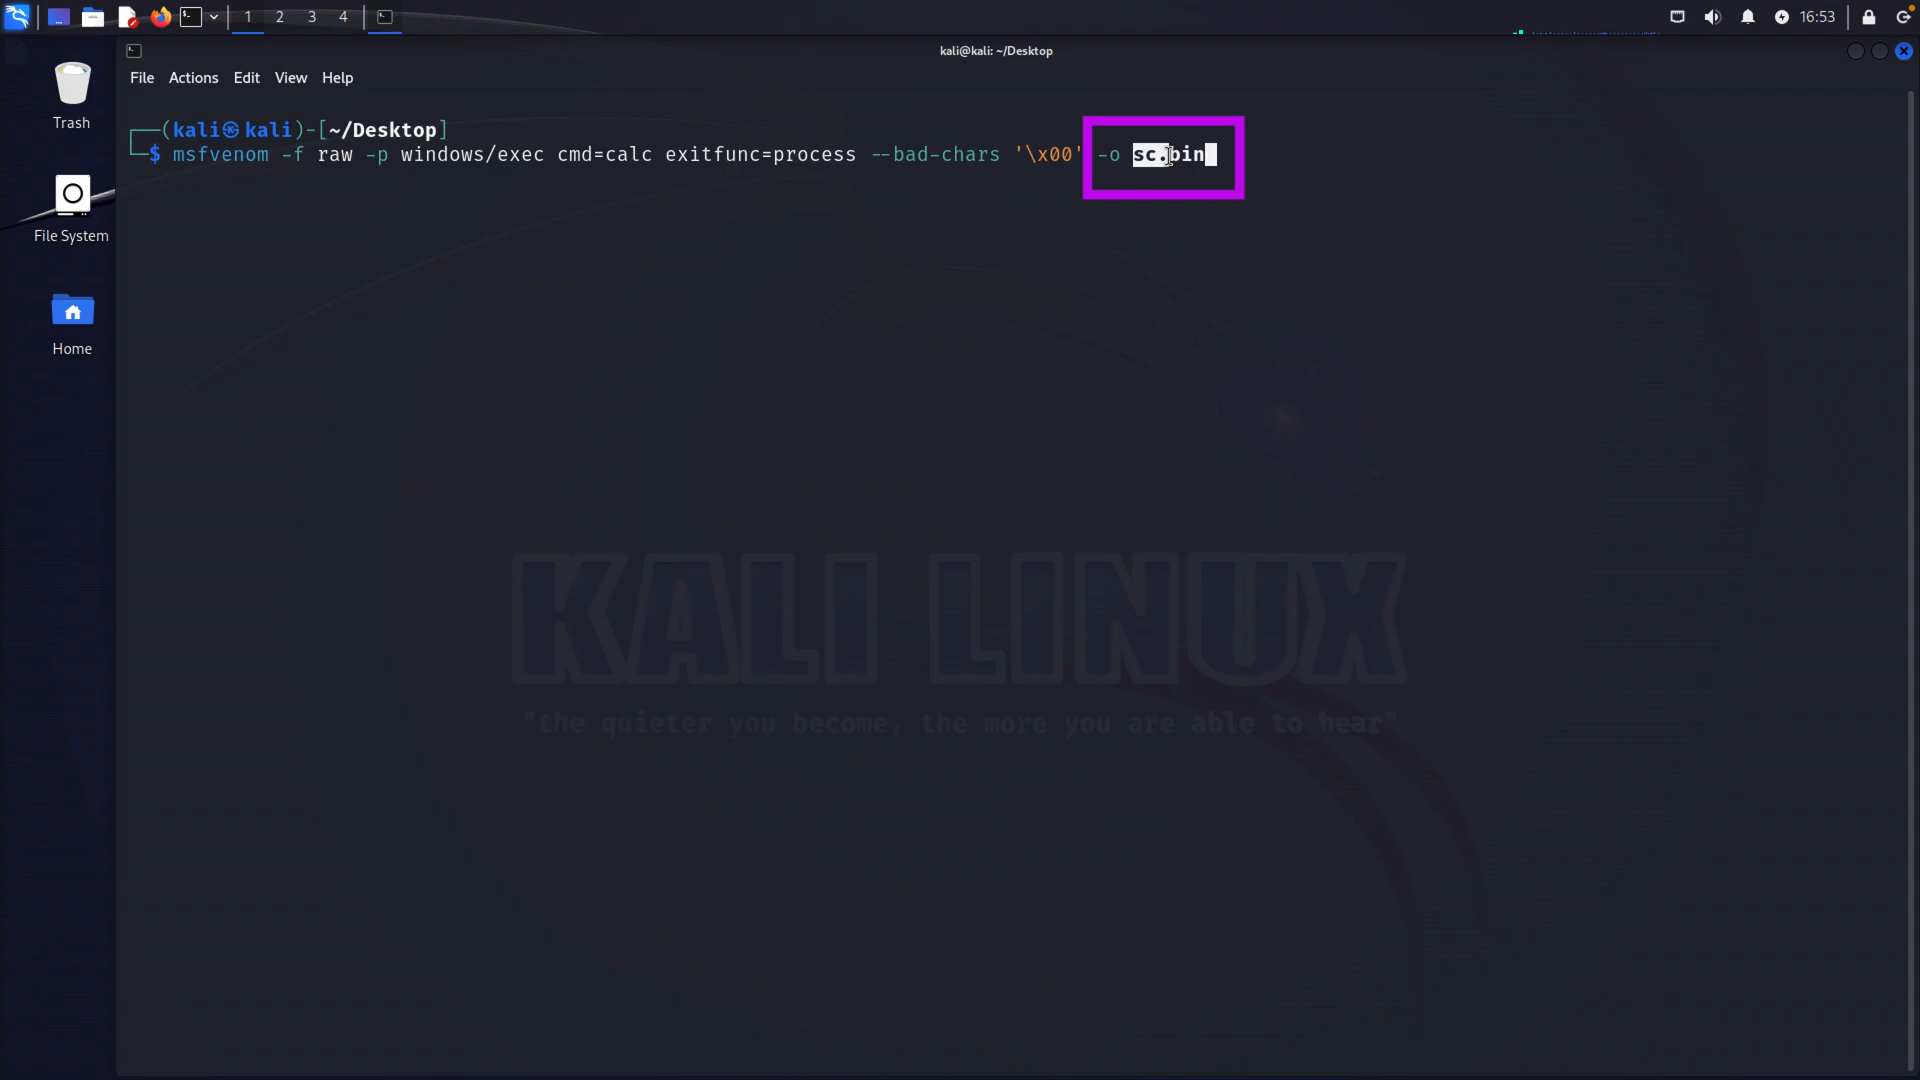 1 2 3 4
16:53
kali@kali: ~/Desktop
File Actions Edit View Help
Trash
File System
Home
┌──(kali㉿kali)-[~/Desktop]
└─$ msfvenom -f raw -p windows/exec cmd=calc exitfunc=process --bad-chars '\x00' -o sc.bin
KALI LINUX
"the quieter you become, the more you are able to hear"